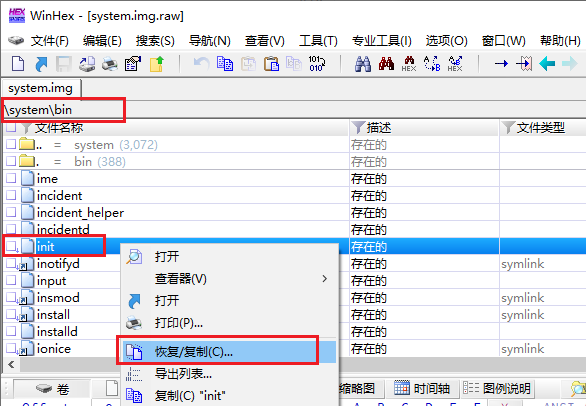 WinHex - [system.img.raw]
文件(F) 编辑(E) 搜索(S) 导航(N) 查看(V) 工具(T) 专业工具(I) 选项(O) 窗口(W) 帮助(H)
system.img
\system\bin
文件名称 描述 文件类型
.. = system (3,072) 存在的
. = bin (388) 存在的
ime 存在的
incident 存在的
incident_helper 存在的
incidentd 存在的
init 存在的
inotifyd 存在的 symlink
input 存在的
insmod 存在的 symlink
install 存在的 symlink
installd 存在的
ionice 存在的 symlink
打开
查看器(V)
打开
打印(P)...
恢复/复制(C)...
导出列表...
复制(C) "init"
卷 缩略图 时间轴 图例说明